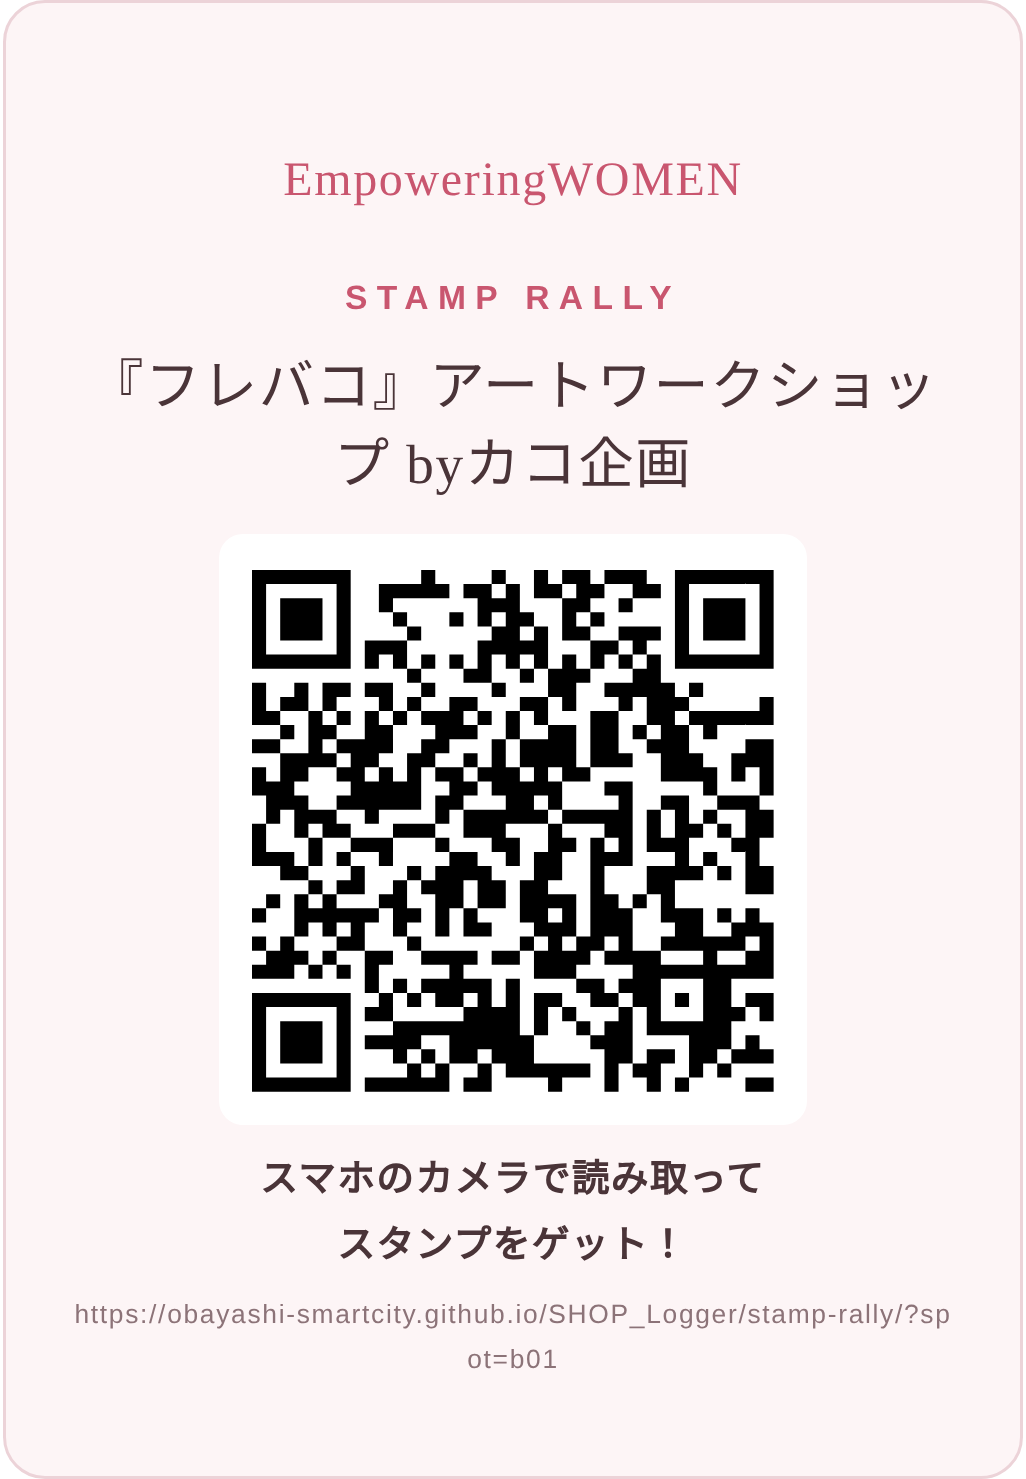 EmpoweringWOMEN
STAMP RALLY
『フレバコ』アートワークショッ
プ byカコ企画
スマホのカメラで読み取って
スタンプをゲット！
https://obayashi-smartcity.github.io/SHOP_Logger/stamp-rally/?sp
ot=b01